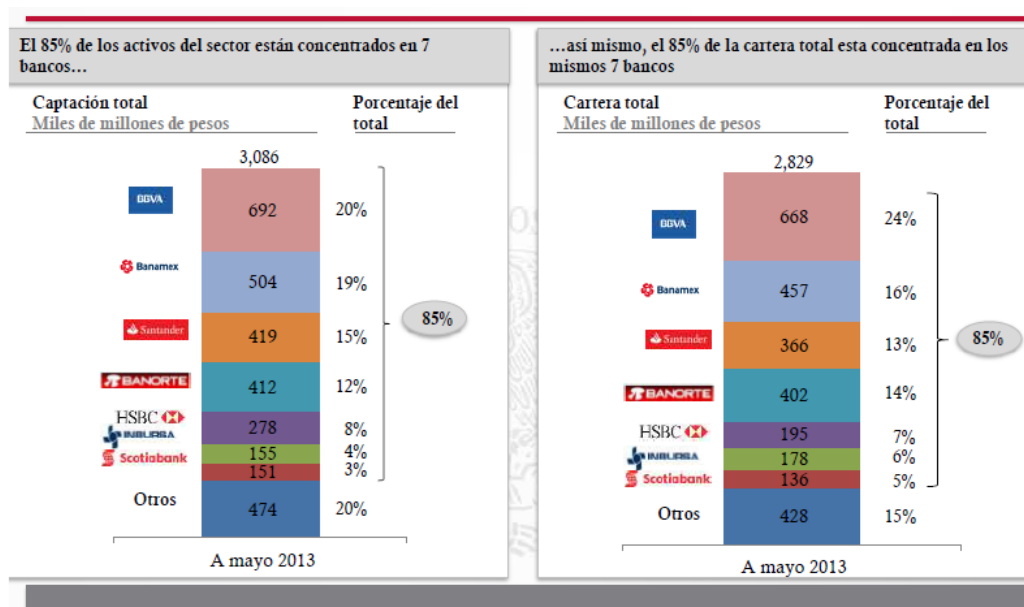 El 85% de los activos del sector están concentrados en 7
bancos…
Captación total
Miles de millones de pesos
Porcentaje del
total
3,086
BBVA
692
20%
Banamex
504
19%
Santander
419
15%
85%
BANORTE
412
12%
HSBC
278
8%
INBURSA
155
4%
Scotiabank
151
3%
Otros
474
20%
A mayo 2013
…así mismo, el 85% de la cartera total esta concentrada en los
mismos 7 bancos
Cartera total
Miles de millones de pesos
Porcentaje del
total
2,829
BBVA
668
24%
Banamex
457
16%
Santander
366
13%
85%
BANORTE
402
14%
HSBC
195
7%
INBURSA
178
6%
Scotiabank
136
5%
Otros
428
15%
A mayo 2013